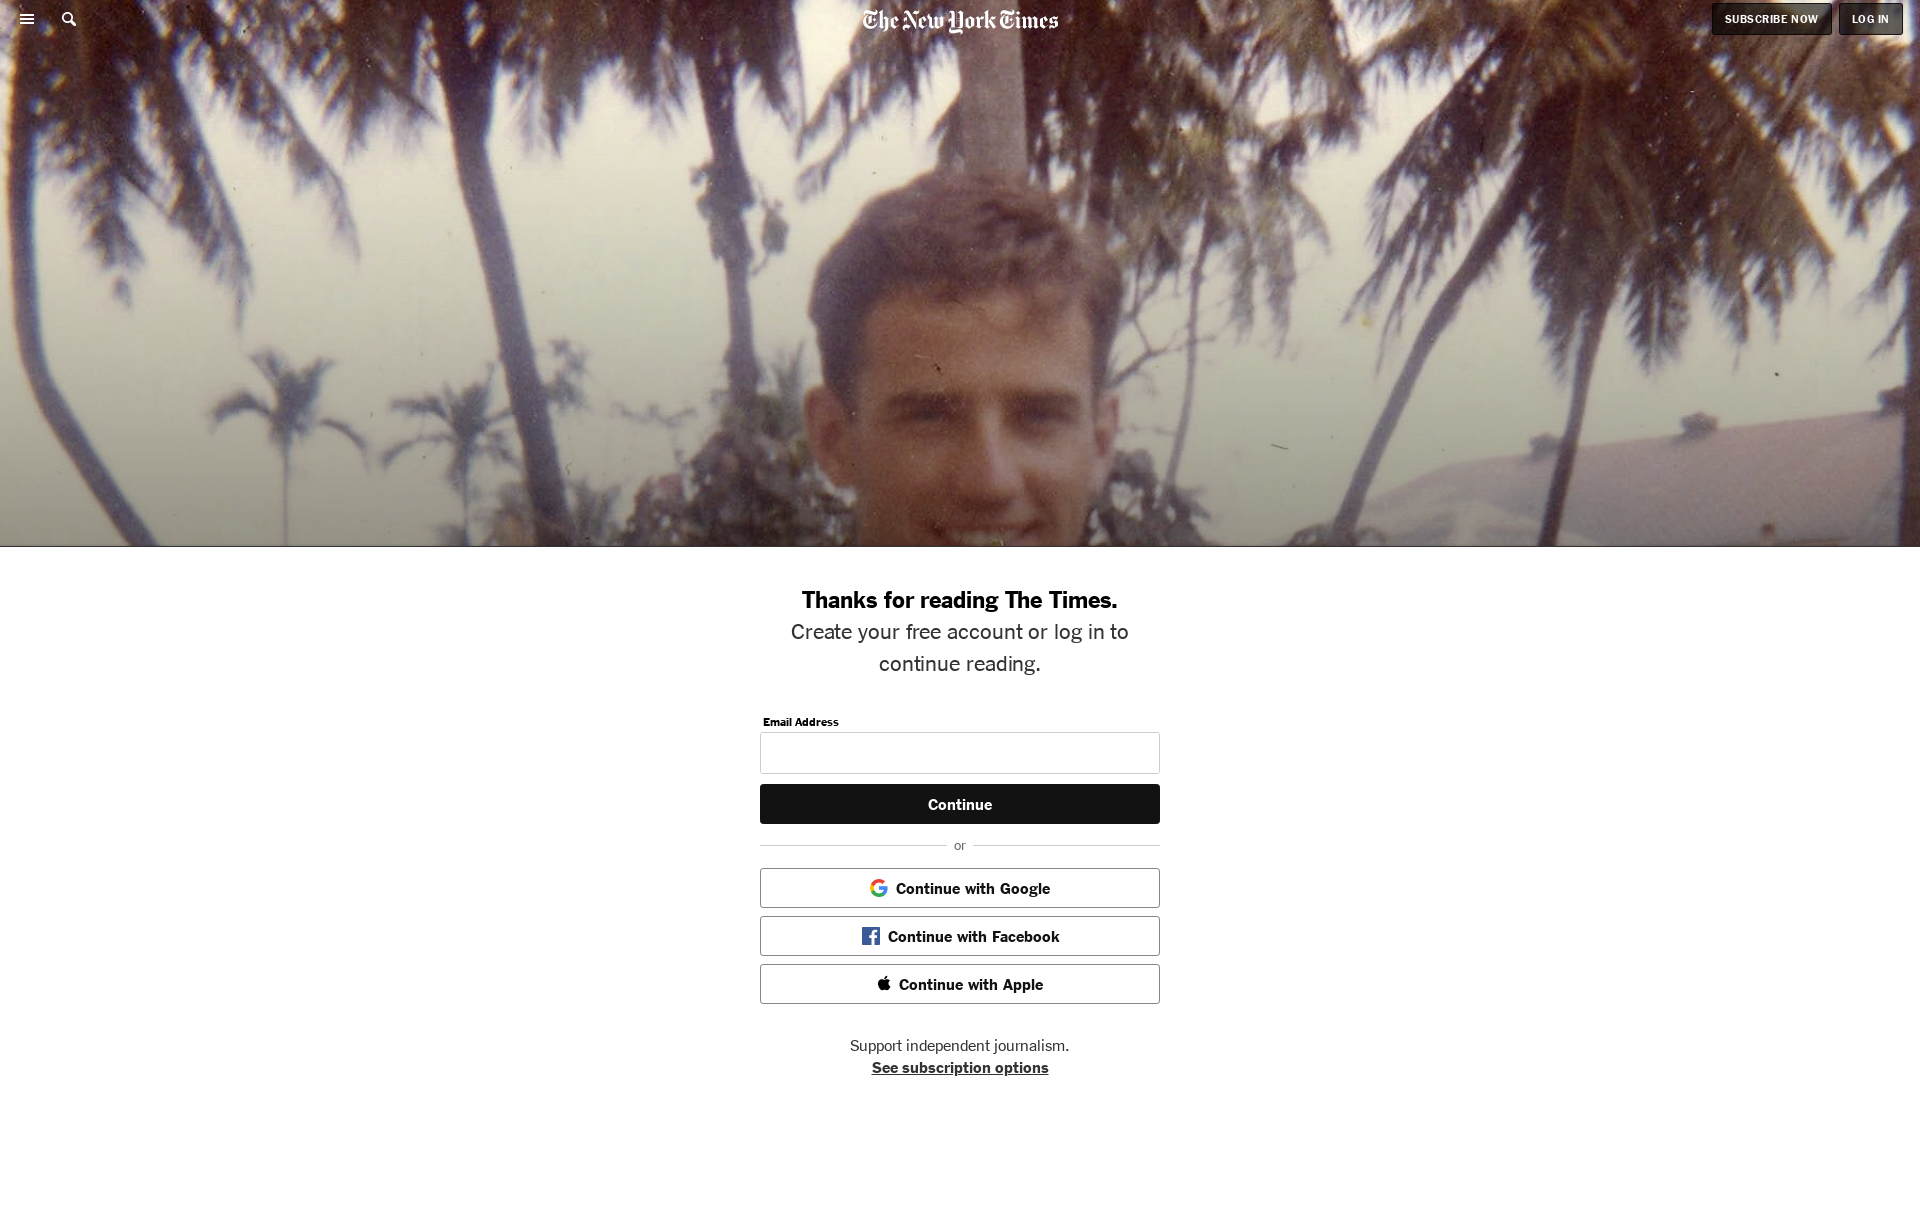 The New York Times
SUBSCRIBE NOW
LOG IN
Thanks for reading The Times.
Create your free account or log in to
continue reading.
Email Address
Continue
or
Continue with Google
Continue with Facebook
Continue with Apple
Support independent journalism.
See subscription options